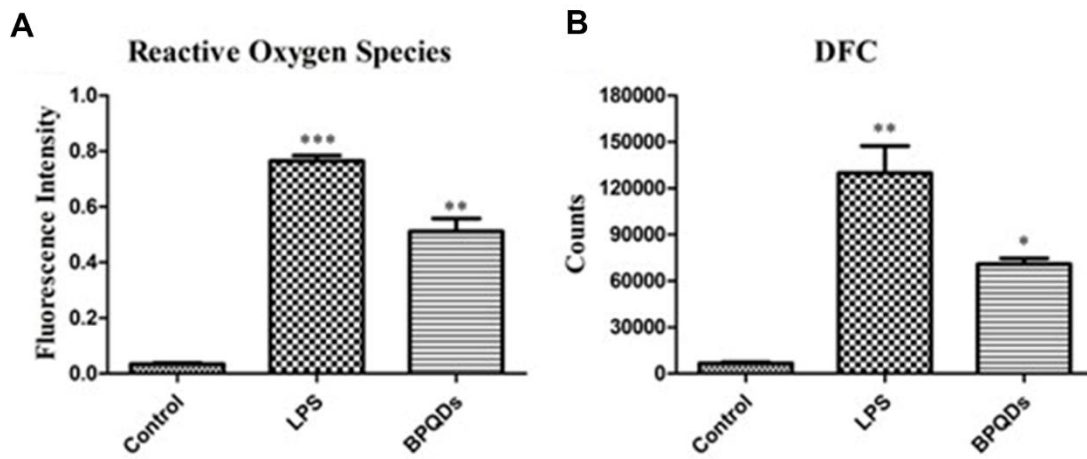 A
Reactive Oxygen Species
Fluorescence Intensity
1.0
0.8
0.6
0.4
0.2
0.0
***
**
Control
LPS
BPQDs
B
DFC
Counts
180000
150000
120000
90000
60000
30000
0
**
*
Control
LPS
BPQDs